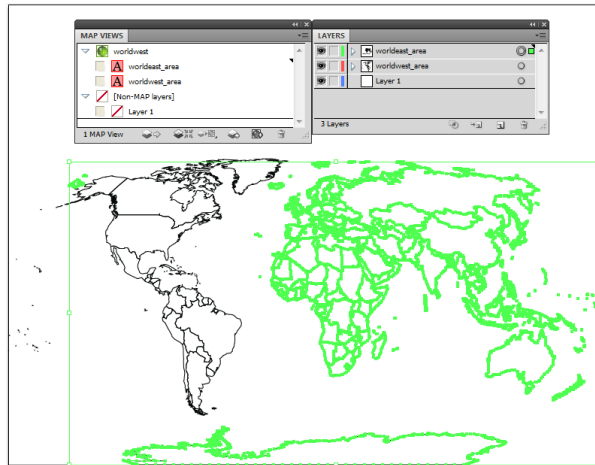 MAP VIEWS
worldwest
A worldeast_area
A worldwest_area
[Non-MAP layers]
Layer 1
1 MAP View
LAYERS
worldeast_area
worldwest_area
Layer 1
3 Layers